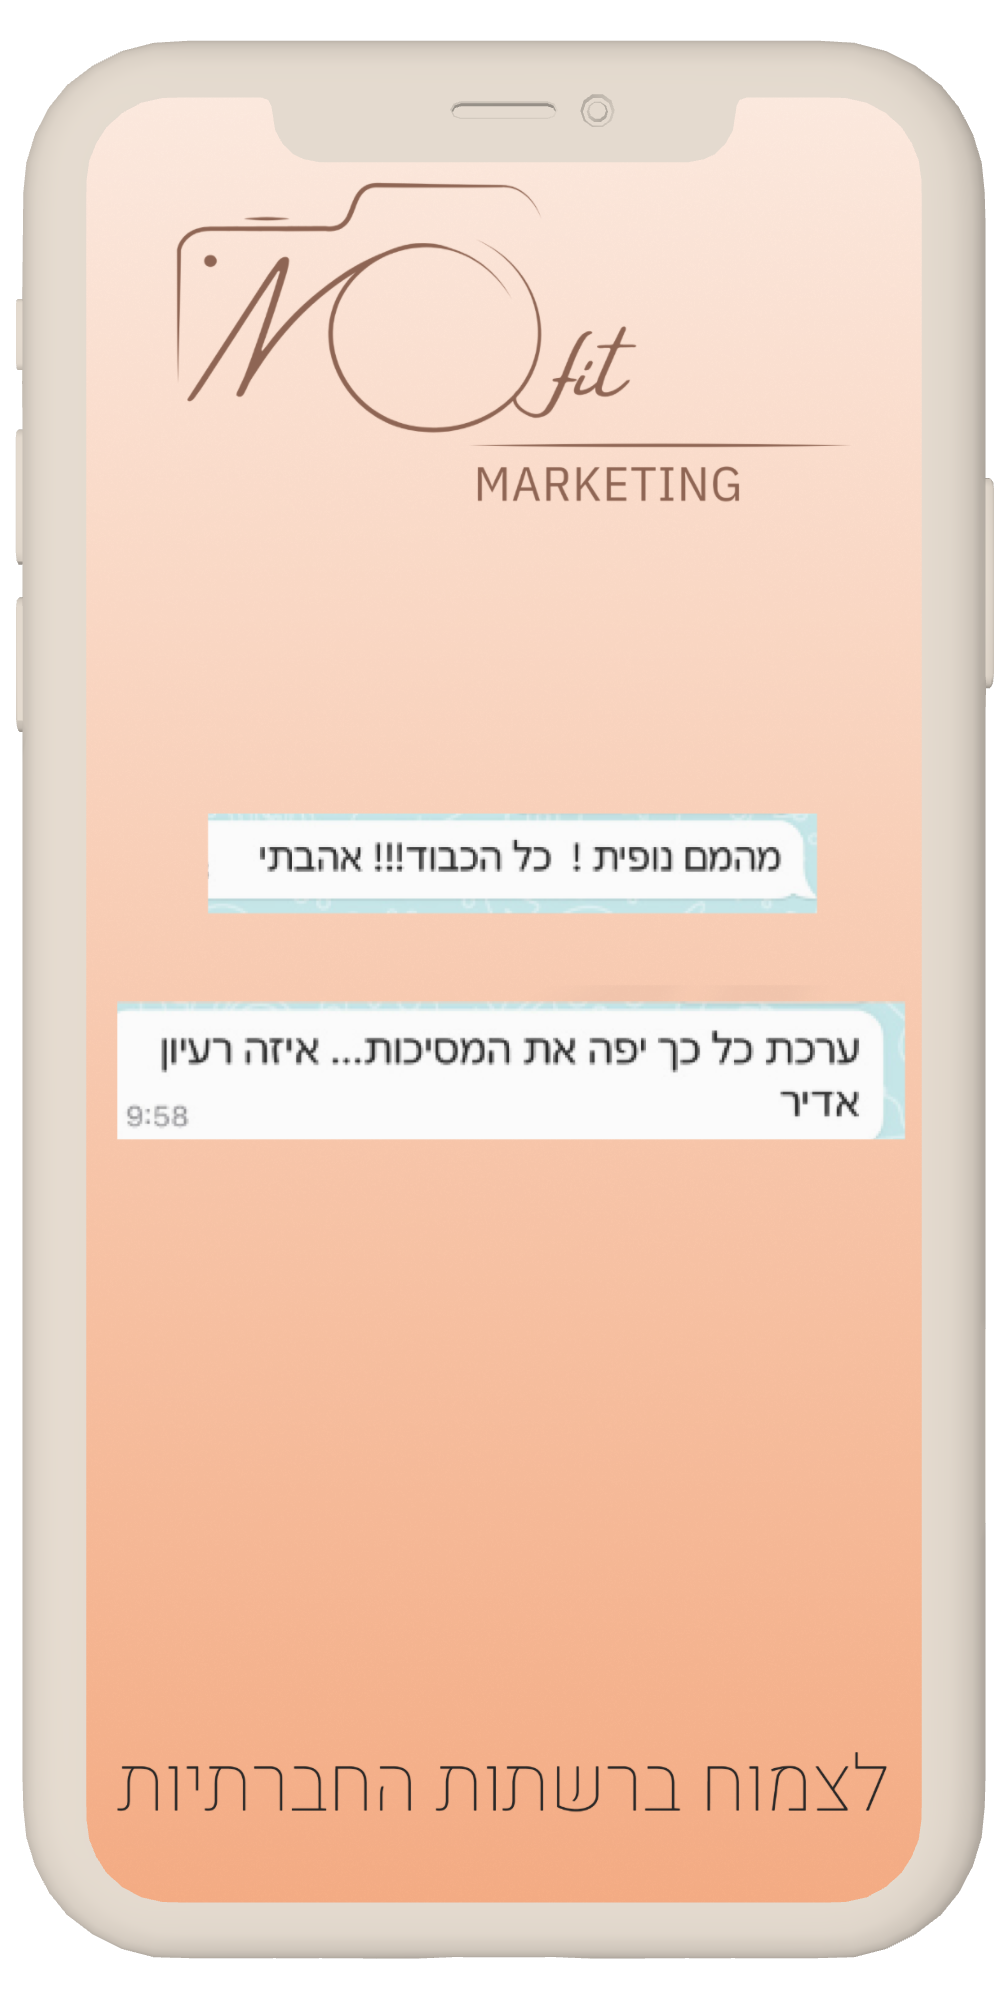 NOfit
MARKETING
מהמם נופית ! כל הכבוד!!! אהבתי
ערכת כל כך יפה את המסיכות... איזה רעיון
אדיר
9:58
לצמוח ברשתות החברתיות